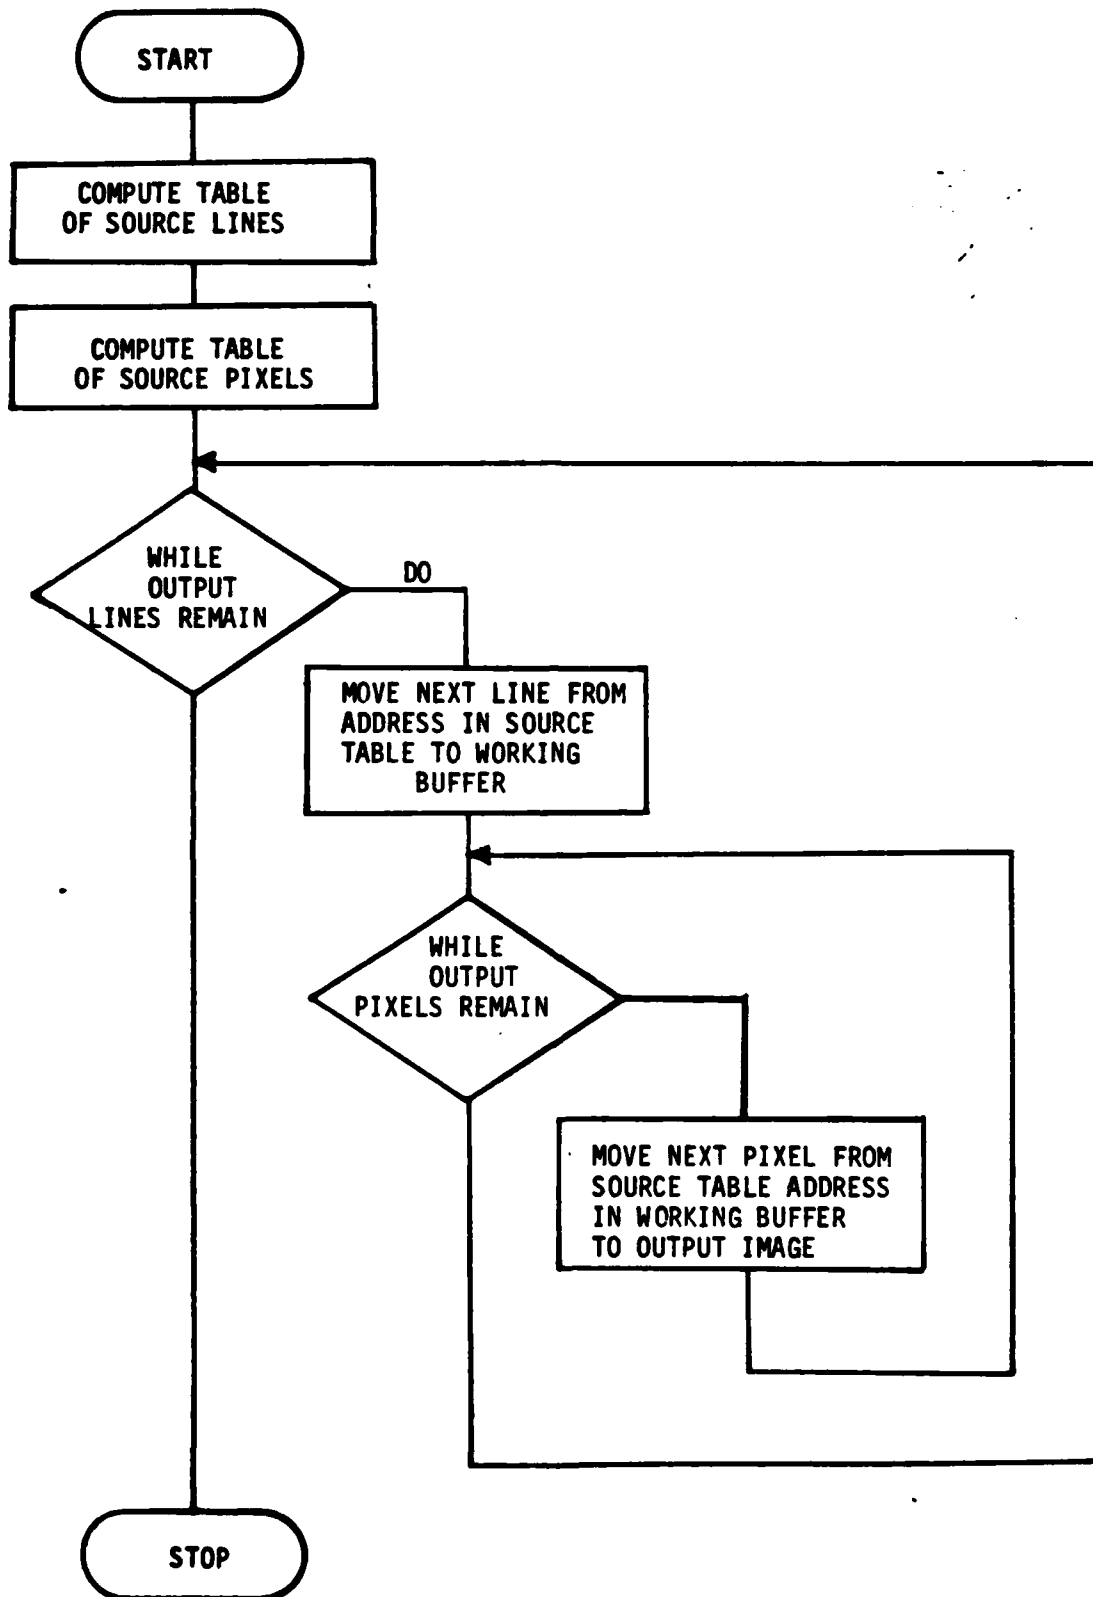 START
COMPUTE TABLE
OF SOURCE LINES
COMPUTE TABLE
OF SOURCE PIXELS
WHILE
OUTPUT
LINES REMAIN
DO
MOVE NEXT LINE FROM
ADDRESS IN SOURCE
TABLE TO WORKING
BUFFER
WHILE
OUTPUT
PIXELS REMAIN
MOVE NEXT PIXEL FROM
SOURCE TABLE ADDRESS
IN WORKING BUFFER
TO OUTPUT IMAGE
STOP